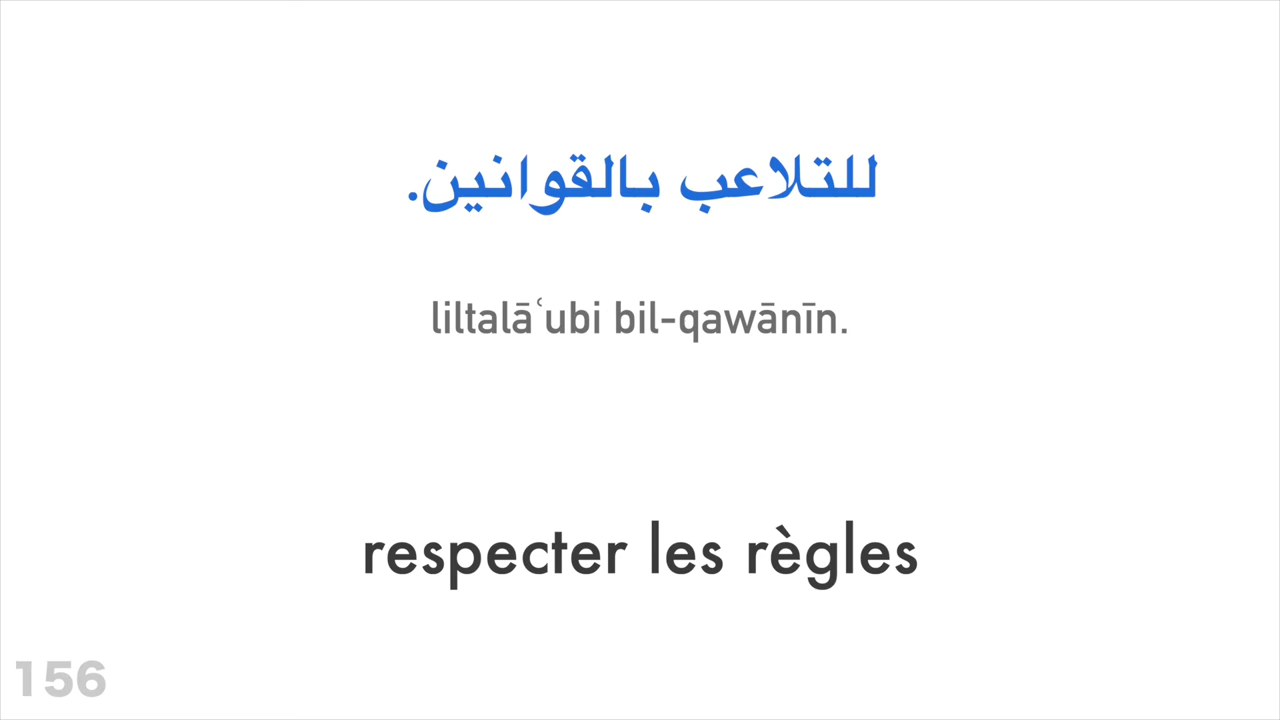 للتلاعب بالقوانين.
liltalāʿubi bil-qawānīn.
respecter les règles
156